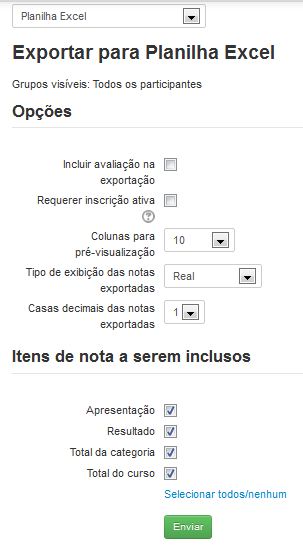 Planilha Excel
Exportar para Planilha Excel
Grupos visíveis: Todos os participantes
Opções
Incluir avaliação na
exportação
Requerer inscrição ativa
?
Colunas para
pré-visualização
10
Tipo de exibição das notas
exportadas
Real
Casas decimais das notas
exportadas
1
Itens de nota a serem inclusos
Apresentação
Resultado
Total da categoria
Total do curso
Selecionar todos/nenhum
Enviar